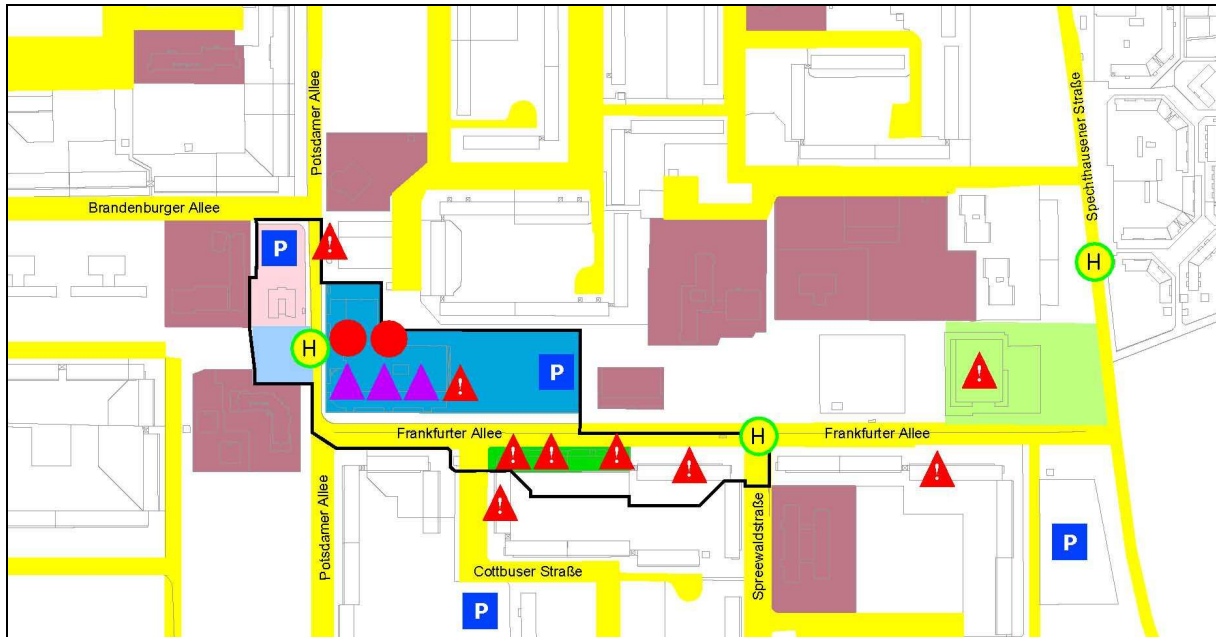 Potsdamer Allee
Spechthausener Straße
Brandenburger Allee
P
!
H
H
P
!
!
Frankfurter Allee
H
Frankfurter Allee
!
!
!
!
!
!
Potsdamer Allee
Spreewaldstraße
P
Cottbuser Straße
P